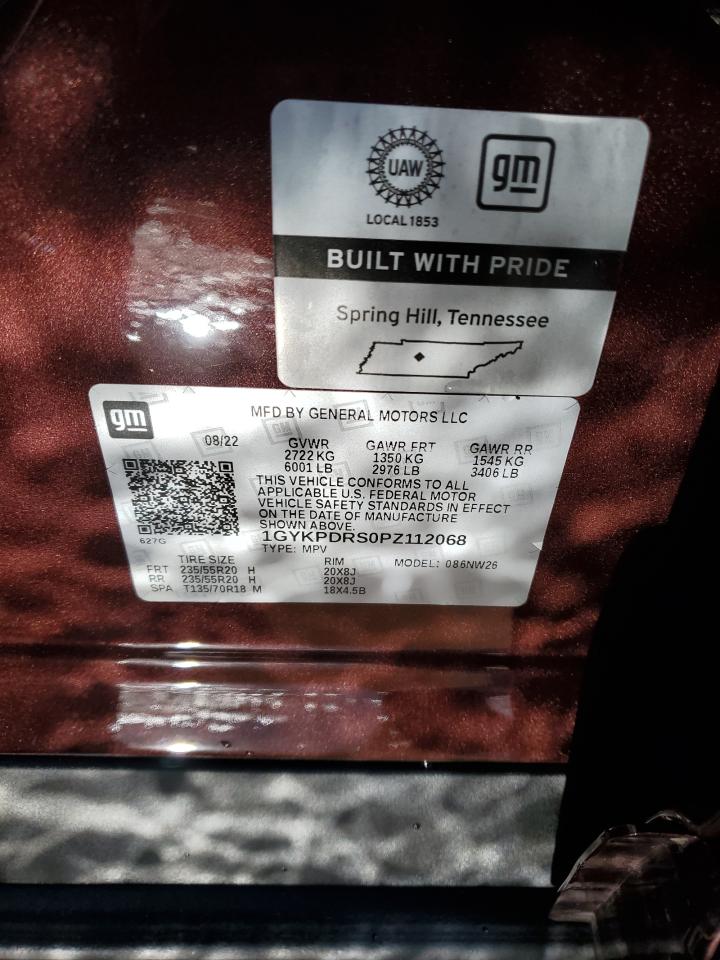 UAW
gm
LOCAL 1853
BUILT WITH PRIDE
Spring Hill, Tennessee
gm
MFD BY GENERAL MOTORS LLC
08/22 GVWR GAWR FRT GAWR RR
2722 KG 1350 KG 1545 KG
6001 LB 2976 LB 3406 LB
THIS VEHICLE CONFORMS TO ALL
APPLICABLE U.S. FEDERAL MOTOR
VEHICLE SAFETY STANDARDS IN EFFECT
ON THE DATE OF MANUFACTURE
SHOWN ABOVE.
627G
1GYKPDRS0PZ112068
TYPE: MPV
TIRE SIZE RIM MODEL: 086NW26
FRT 235/55R20 H 20X8J
RR 235/55R20 H 20X8J
SPA T135/70R18 M 18X4.5B